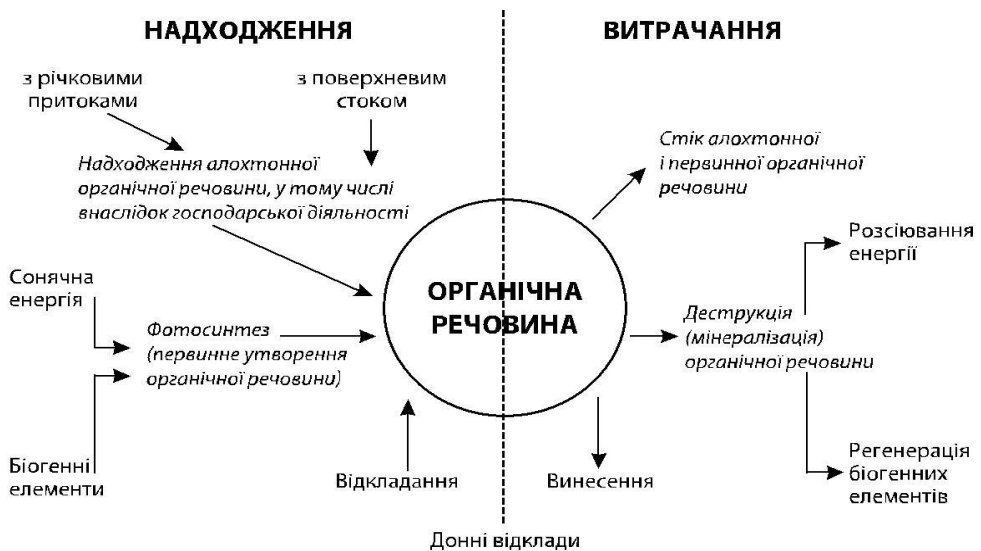 НАДХОДЖЕННЯ
з річковими
притоками
з поверхневим
стоком
Надходження алохтонної
органічної речовини, у тому числі
внаслідок господарської діяльності
Сонячна
енергія
Фотосинтез
(первинне утворення
органічної речовини)
Біогенні
елементи
Відкладання
ОРГАНІЧНА
РЕЧОВИНА
ВИТРАЧАННЯ
Стік алохтонної
і первинної органічної
речовини
Розсіювання
енергії
Деструкція
(мінералізація)
органічної речовини
Регенерація
біогенних
елементів
Винесення
Донні відклади